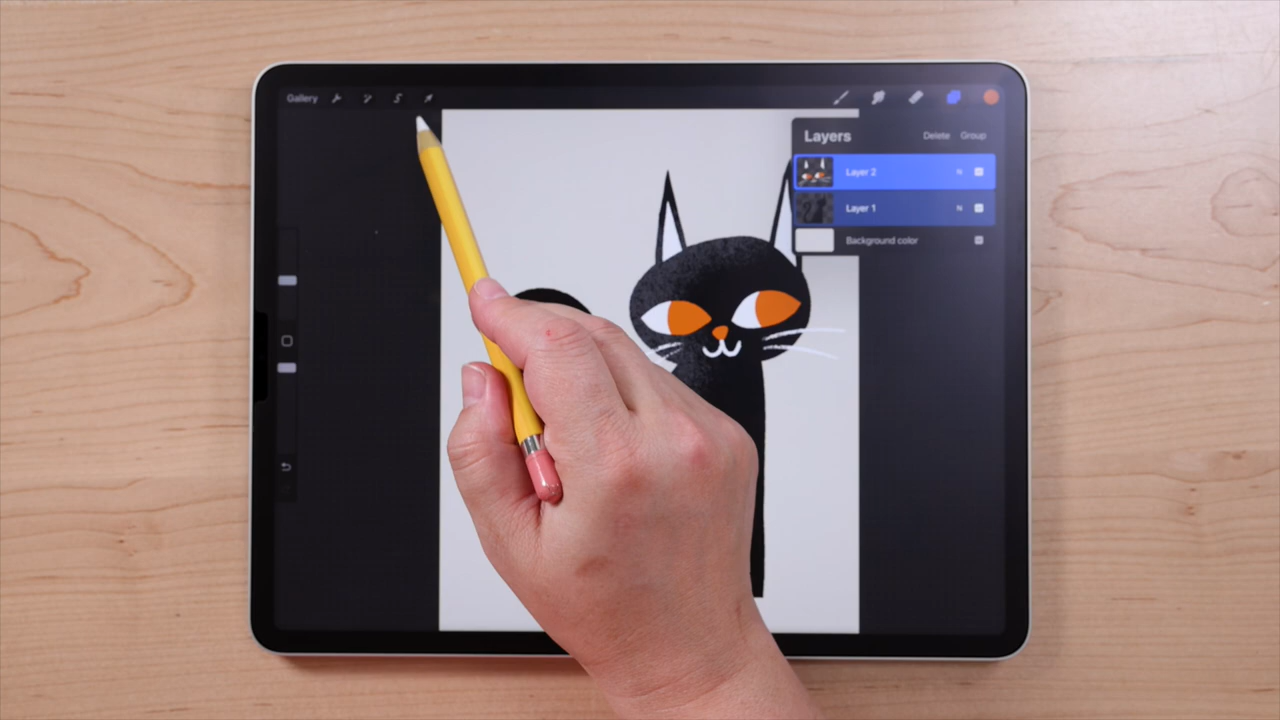 Gallery
Layers Delete Group
Layer 2 N
Layer 1 N
Background color